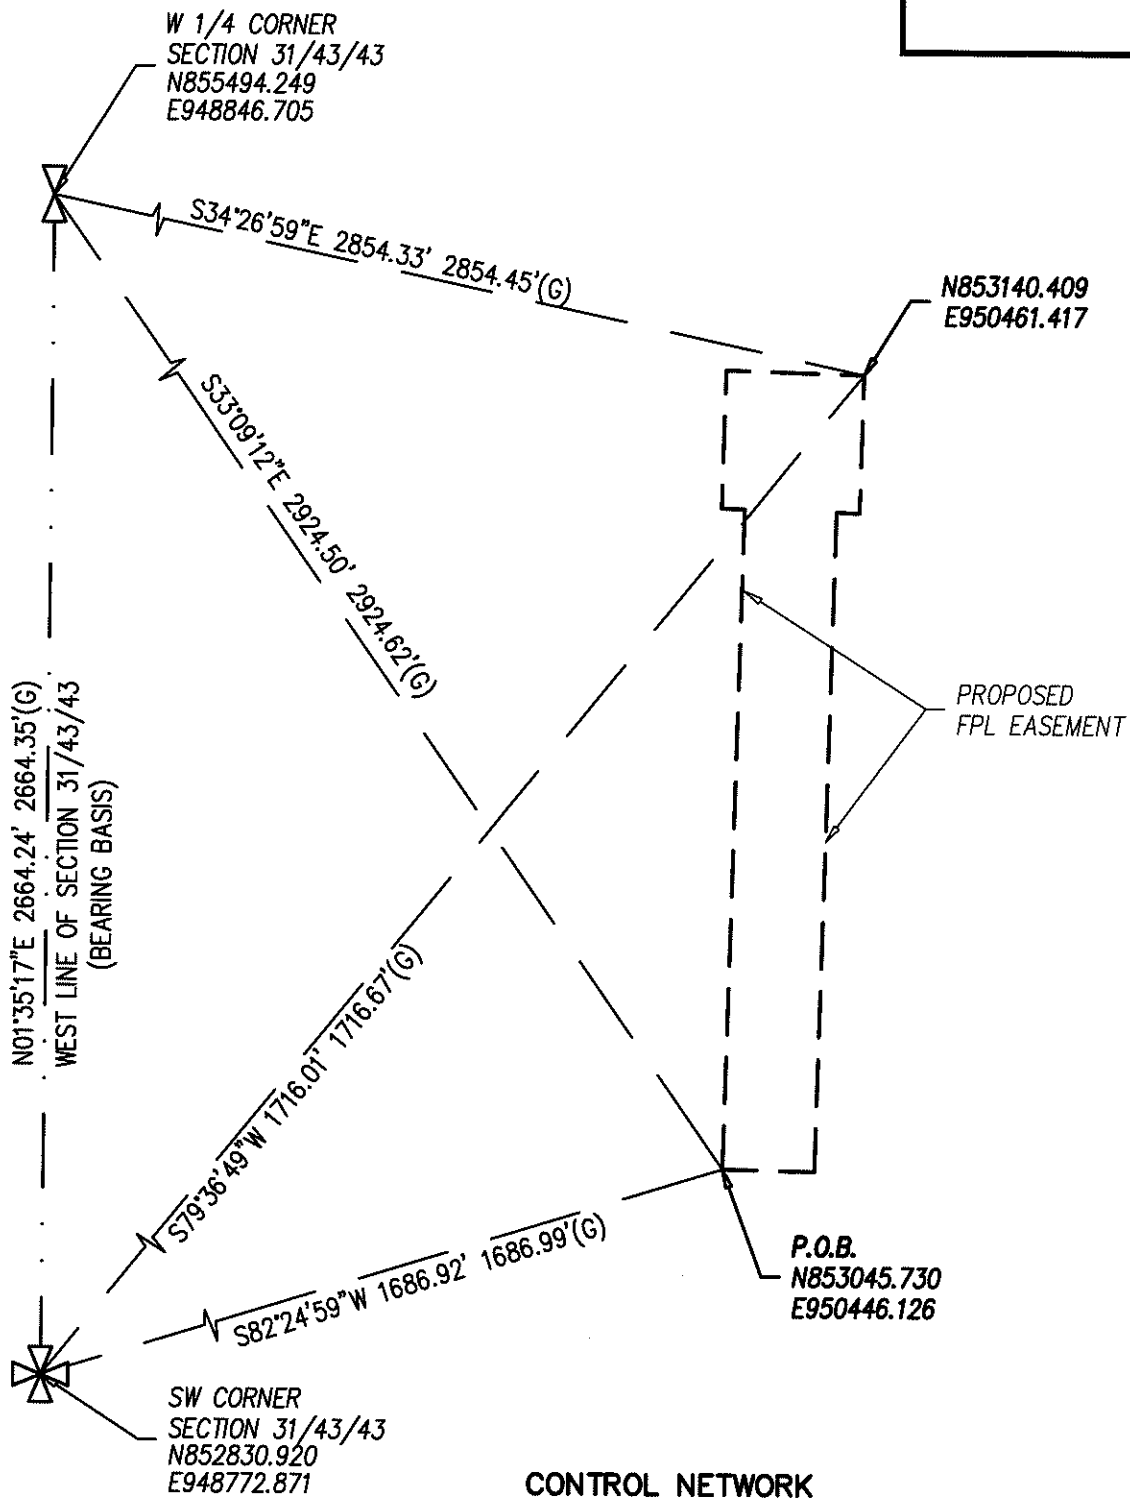 W 1/4 CORNER
SECTION 31/43/43
N855494.249
E948846.705
S34°26'59"E 2854.33' 2854.45'(G)
N853140.409
E950461.417
S33°09'12"E 2924.50' 2924.62'(G)
PROPOSED
FPL EASEMENT
N01°35'17"E 2664.24' 2664.35'(G)
WEST LINE OF SECTION 31/43/43
(BEARING BASIS)
S79°36'49"W 1716.01' 1716.67'(G)
S82°24'59"W 1686.92' 1686.99'(G)
P.O.B.
N853045.730
E950446.126
SW CORNER
SECTION 31/43/43
N852830.920
E948772.871
CONTROL NETWORK